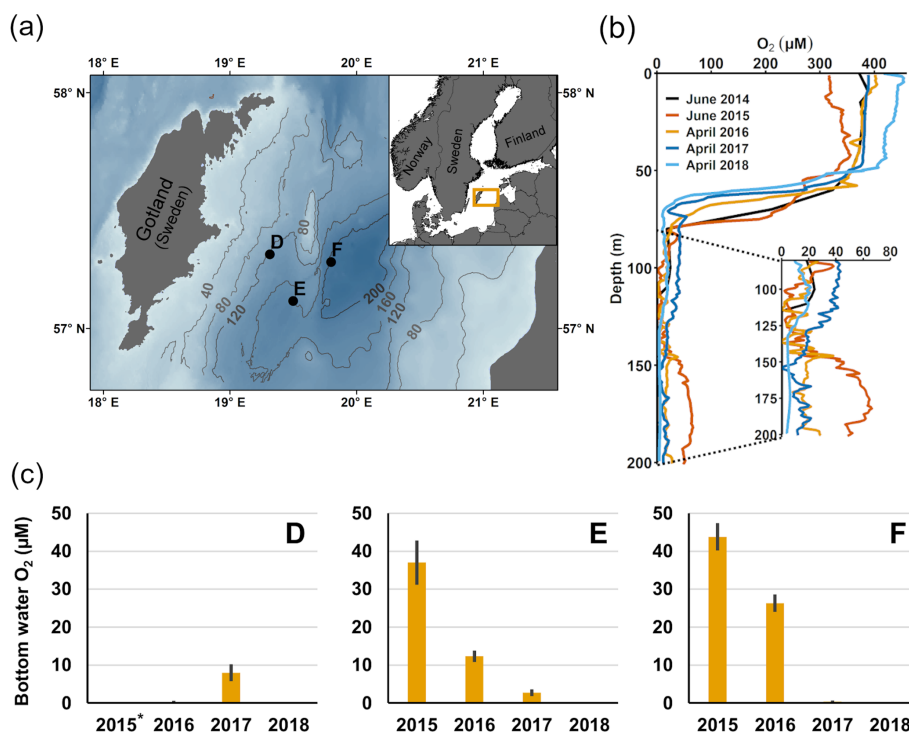 (a)
18° E
19° E
20° E
21° E
58° N
58° N
57° N
57° N
Gotland
(Sweden)
Norway
Sweden
Finland
D
E
F
80
40
80
120
200
160
120
80
18° E
19° E
20° E
21° E
(b)
O₂ (µM)
0 100 200 300 400
Depth (m)
0
50
100
150
200
June 2014
June 2015
April 2016
April 2017
April 2018
0 20 40 60 80
100
125
150
175
200
(c)
Bottom water O₂ (µM)
D
50
40
30
20
10
0
2015* 2016 2017 2018
E
50
40
30
20
10
0
2015 2016 2017 2018
F
50
40
30
20
10
0
2015 2016 2017 2018